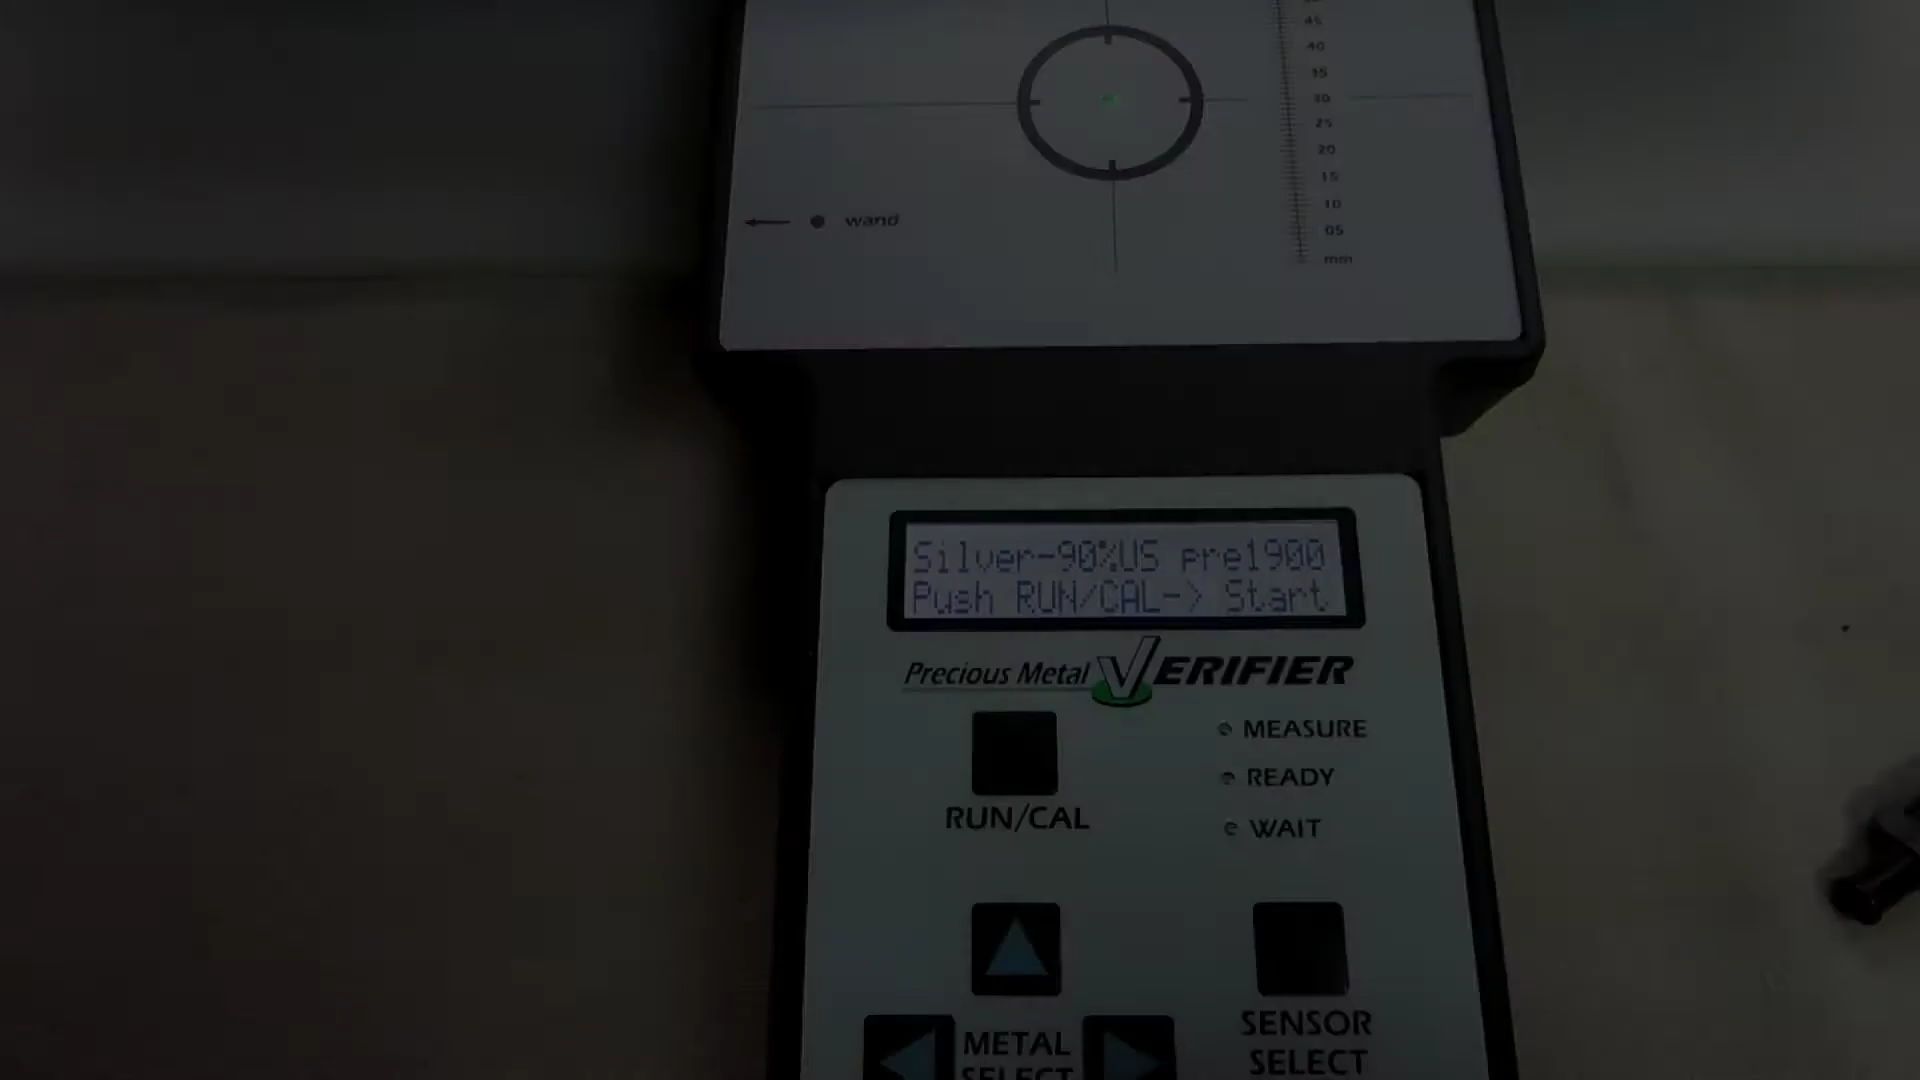 45
40
35
30
25
20
15
10
05
mm
wand
Silver-90%US pre1900
Push RUN/CAL-> Start
Precious Metal VERIFIER
RUN/CAL
MEASURE
READY
WAIT
METAL
SELECT
SENSOR
SELECT